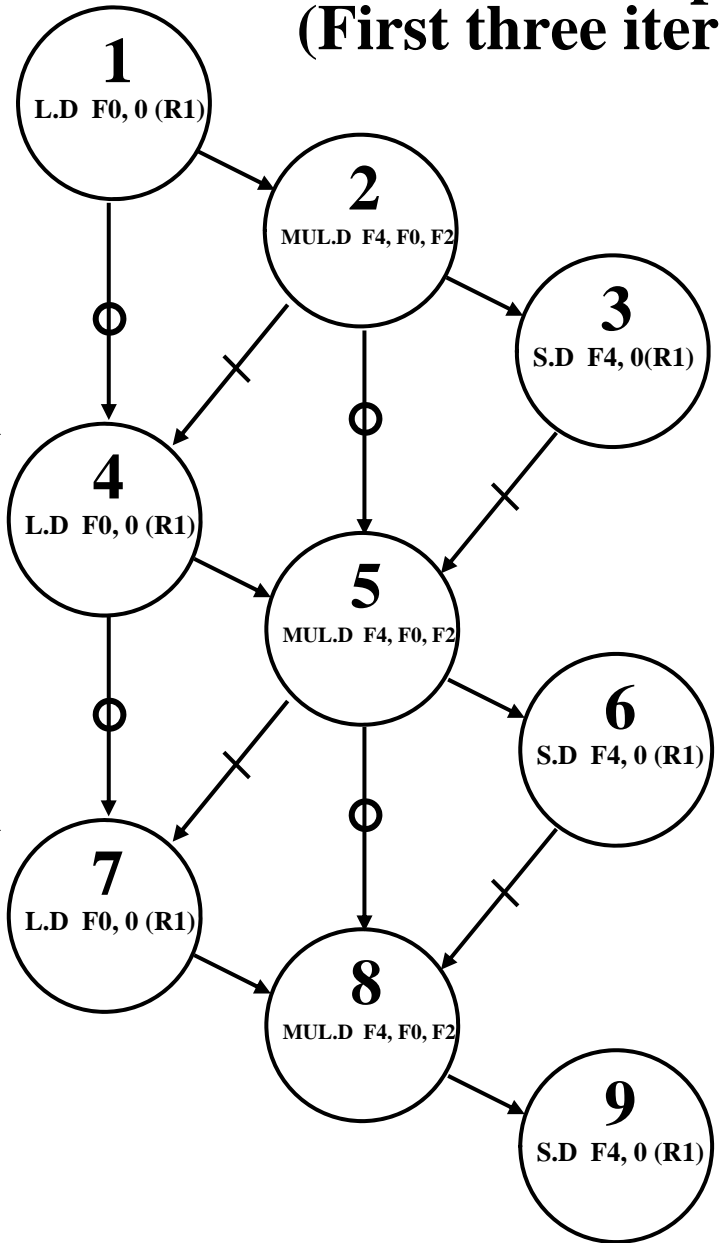 (First three iter
1
L.D F0, 0 (R1)
2
MUL.D F4, F0, F2
3
S.D F4, 0(R1)
4
L.D F0, 0 (R1)
5
MUL.D F4, F0, F2
6
S.D F4, 0 (R1)
7
L.D F0, 0 (R1)
8
MUL.D F4, F0, F2
9
S.D F4, 0 (R1)